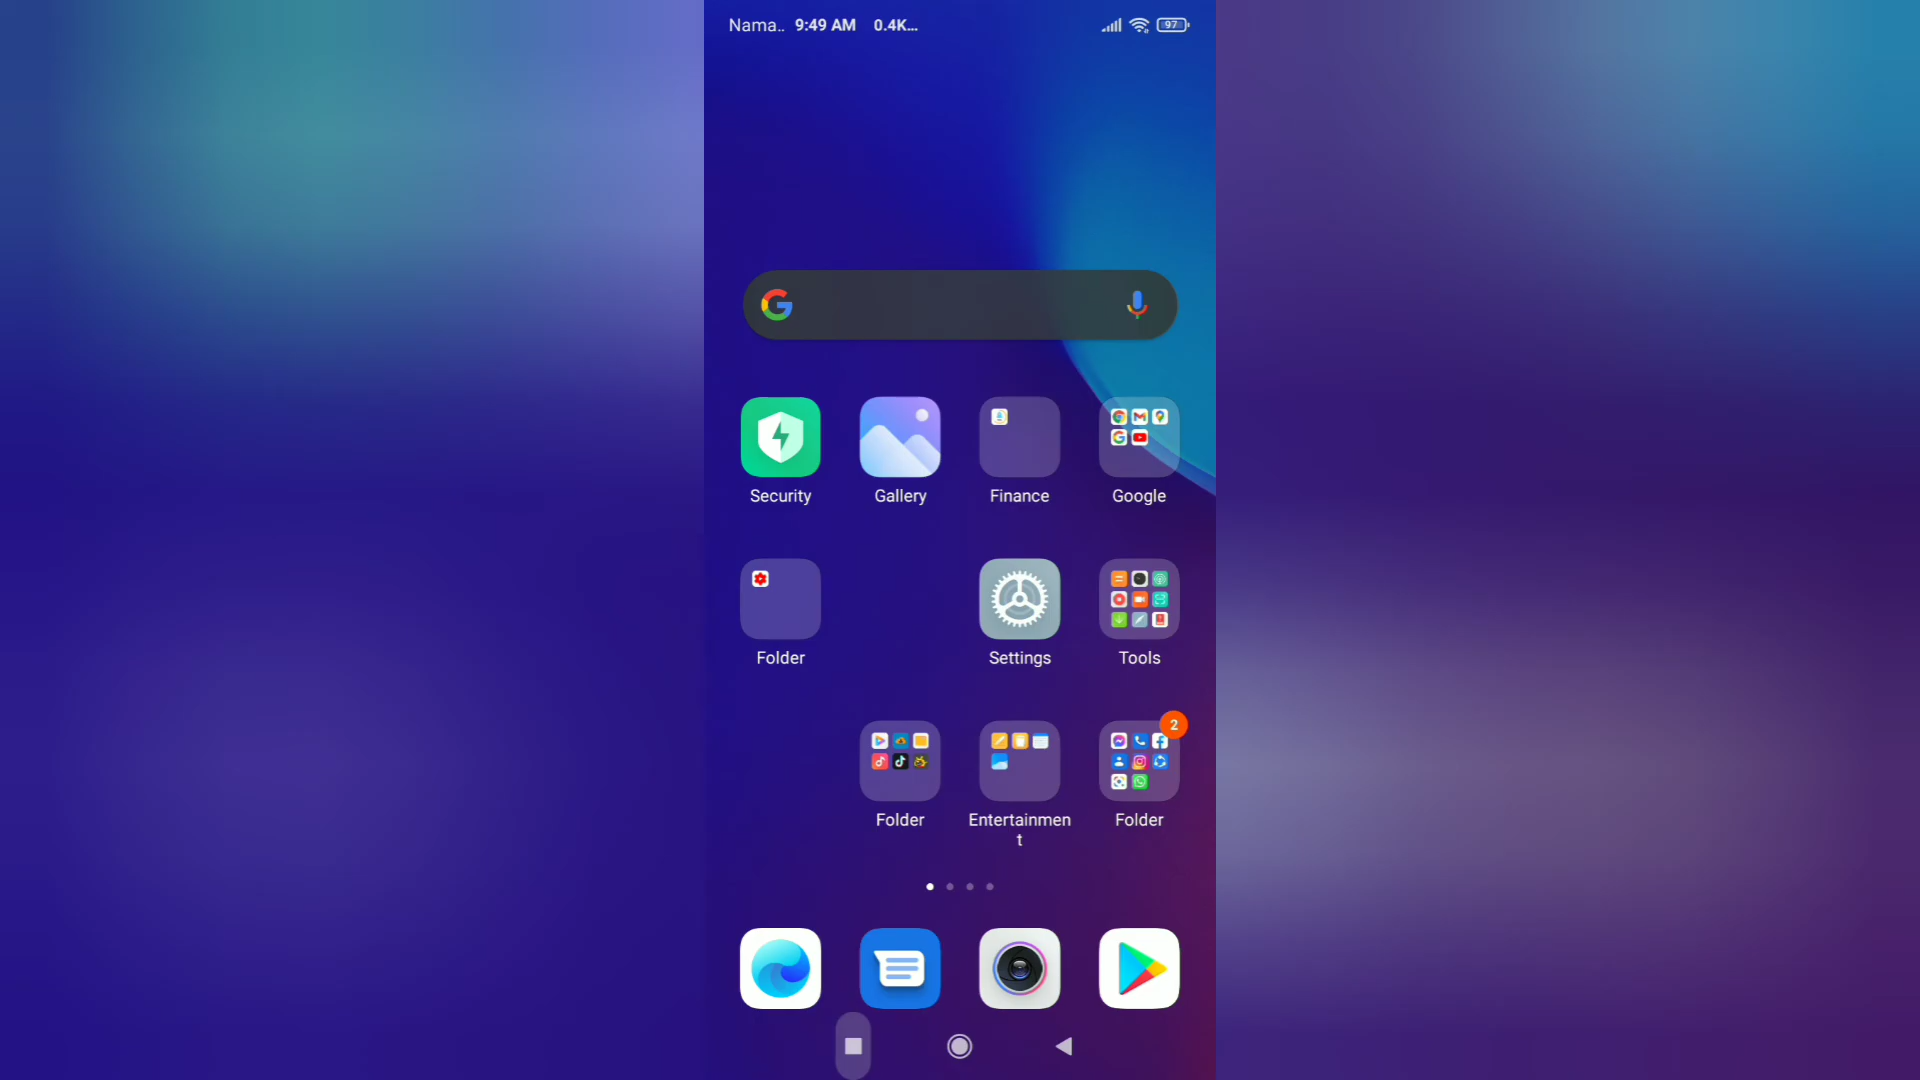 Nama.. 9:49 AM 0.4K... 97
Security Gallery Finance Google
Folder Settings Tools
2
Folder Entertainmen Folder
t